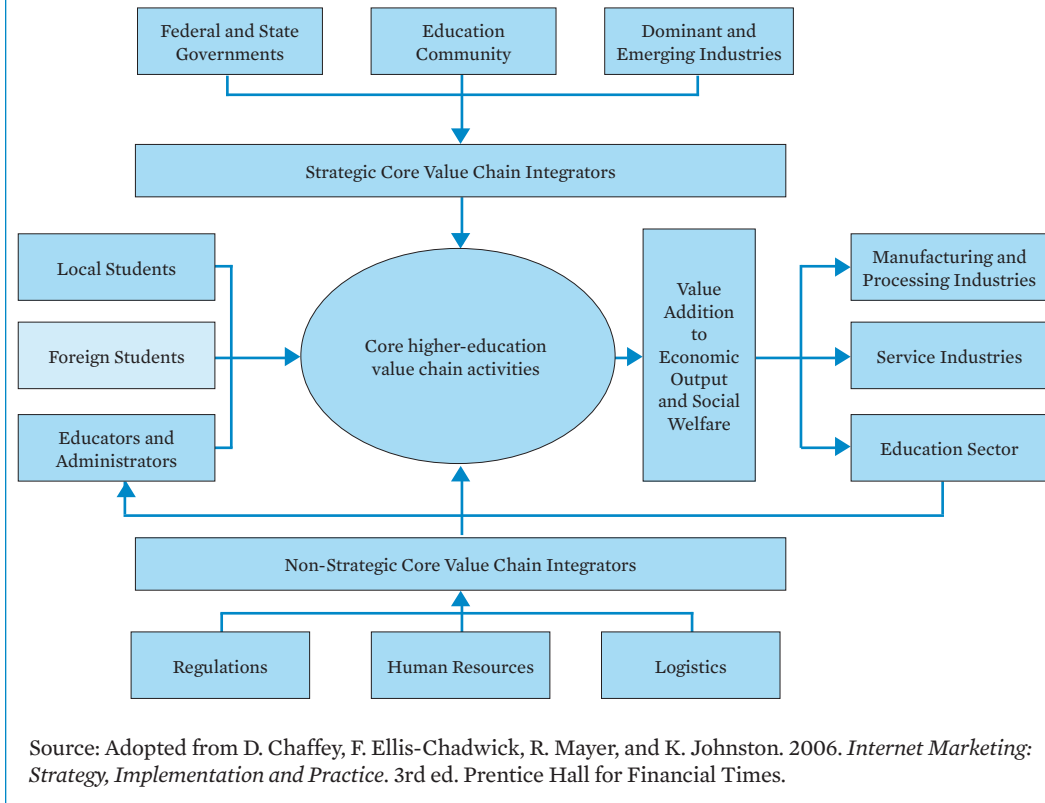 Federal and State
Governments
Education
Community
Dominant and
Emerging Industries
Strategic Core Value Chain Integrators
Local Students
Foreign Students
Educators and
Administrators
Core higher-education
value chain activities
Value
Addition
to
Economic
Output
and Social
Welfare
Manufacturing and
Processing Industries
Service Industries
Education Sector
Non-Strategic Core Value Chain Integrators
Regulations
Human Resources
Logistics
Source: Adopted from D. Chaffey, F. Ellis-Chadwick, R. Mayer, and K. Johnston. 2006. Internet Marketing:
Strategy, Implementation and Practice. 3rd ed. Prentice Hall for Financial Times.